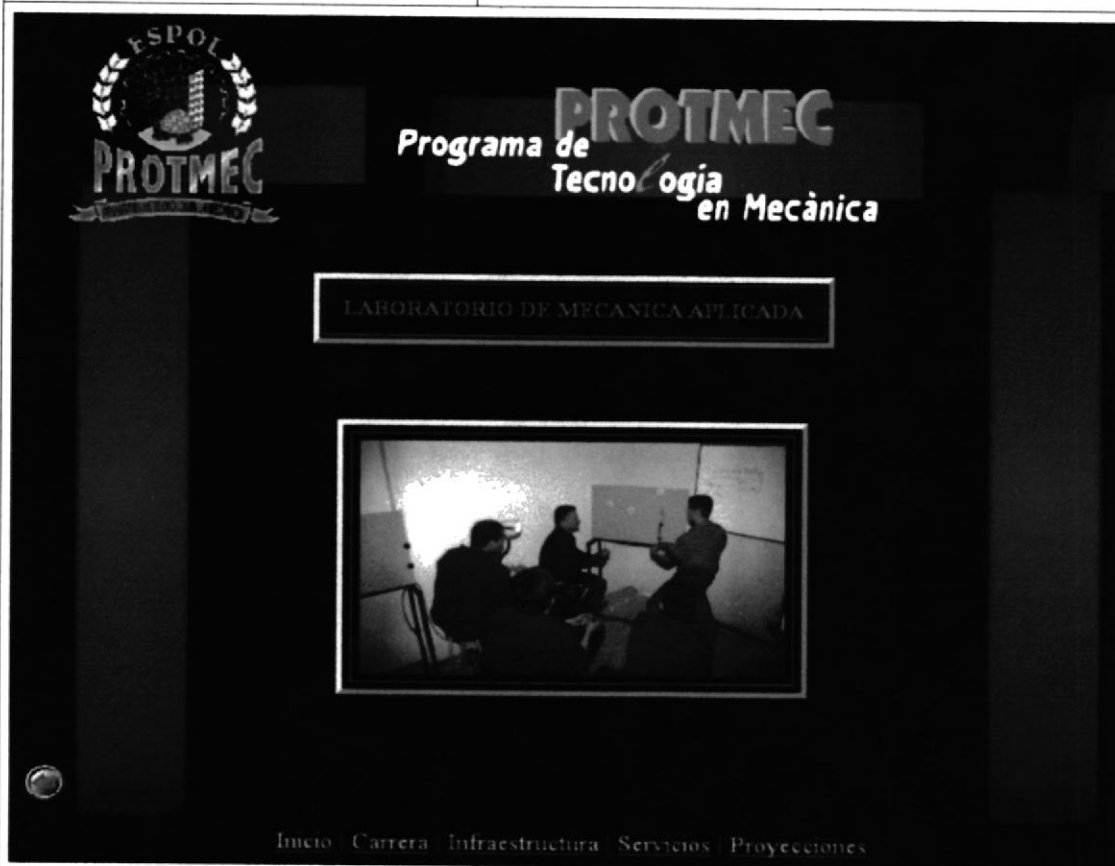 ESPOL
PROTMEC
PROTMEC
Programa de
Tecnología
en Mecànica
LABORATORIO DE MECANICA APLICADA
Inicio Carrera Infraestructura Servicios Proyecciones